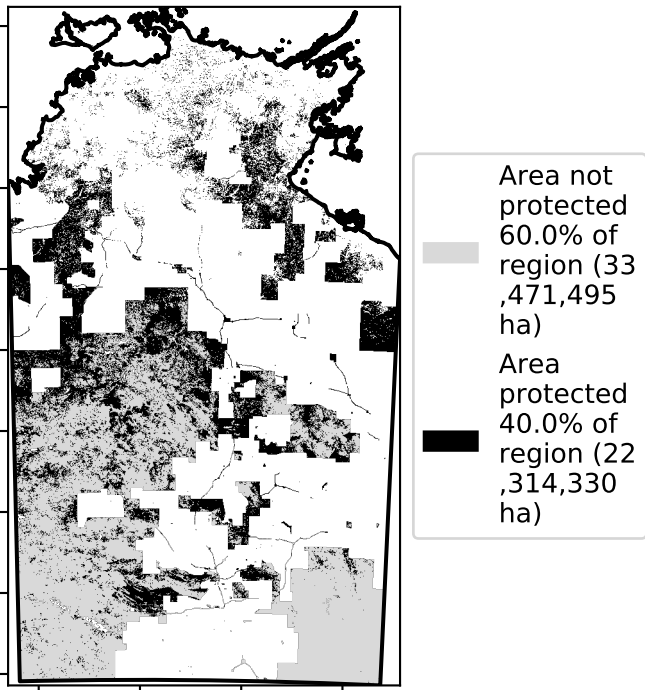 Area not
protected
60.0% of
region (33
,471,495
ha)
Area
protected
40.0% of
region (22
,314,330
ha)